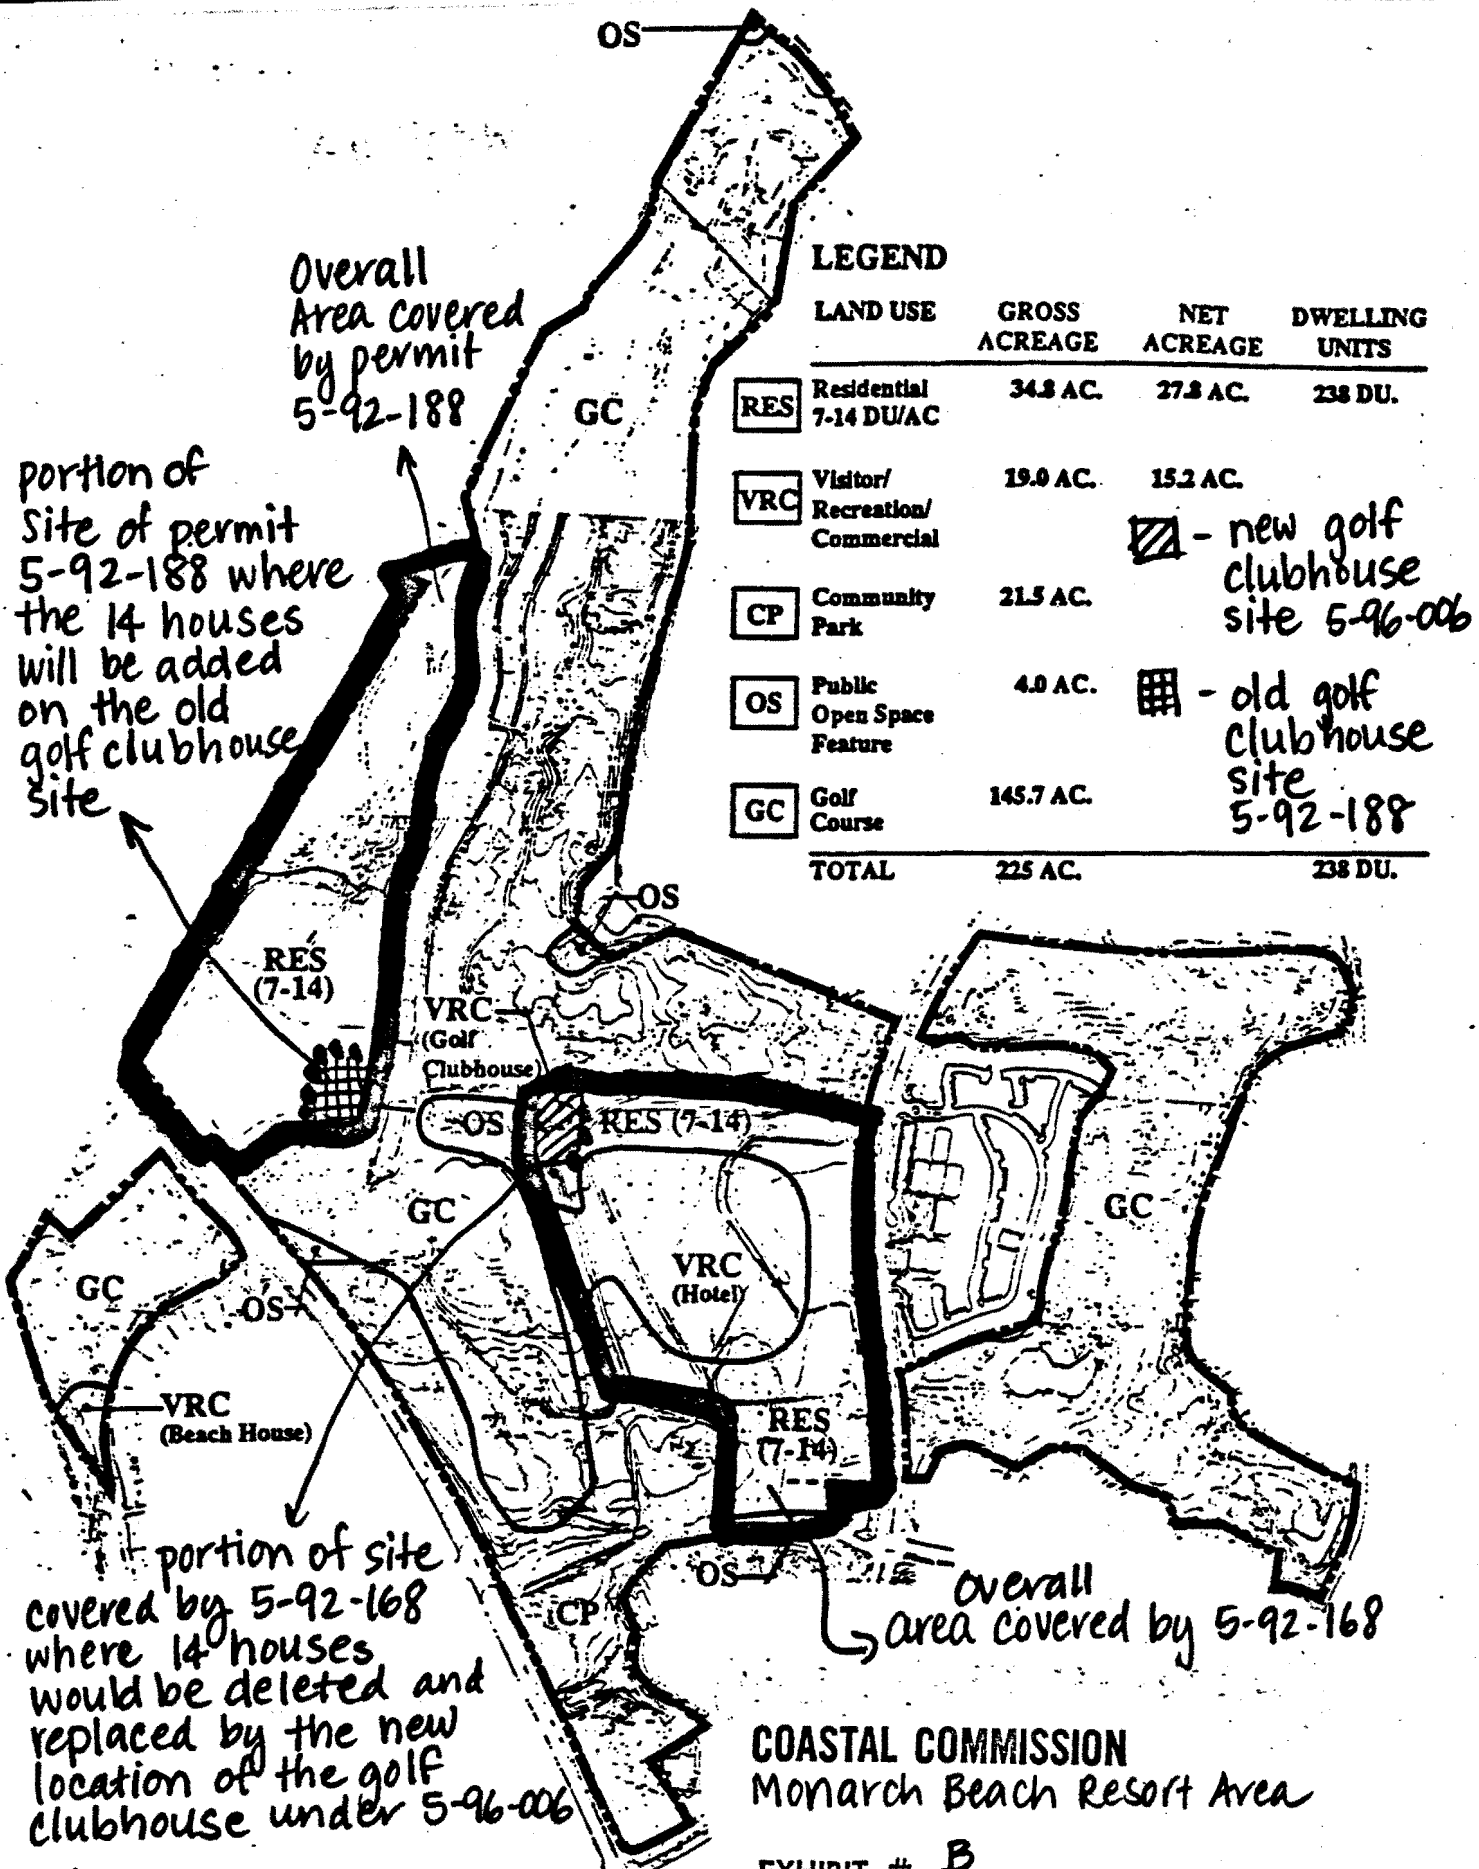 OS
Overall
Area covered
by permit
5-92-188
portion of
Site of permit
5-92-188 where
the 14 houses
will be added
on the old
golf clubhouse
site
LEGEND
LAND USE GROSS ACREAGE NET ACREAGE DWELLING UNITS
RES Residential 34.8 AC. 27.8 AC. 238 DU.
7-14 DU/AC
VRC Visitor/ 19.0 AC. 15.2 AC.
Recreation/
Commercial
CP Community 21.5 AC.
Park
OS Public 4.0 AC.
Open Space
Feature
GC Golf 145.7 AC.
Course
TOTAL 225 AC. 238 DU.
- new golf
clubhouse
site 5-96-006
- old golf
clubhouse
site
5-92-188
GC
OS
RES
(7-14)
VRC
(Golf
Clubhouse)
OS
RES (7-14)
GC
GC
VRC
(Hotel)
GC
OS
VRC
(Beach House)
RES
(7-14)
OS
CP
portion of site
covered by 5-92-168
where 14 houses
would be deleted and
replaced by the new
location of the golf
clubhouse under 5-96-006
overall
area covered by 5-92-168
COASTAL COMMISSION
Monarch Beach Resort Area
EXHIBIT # B